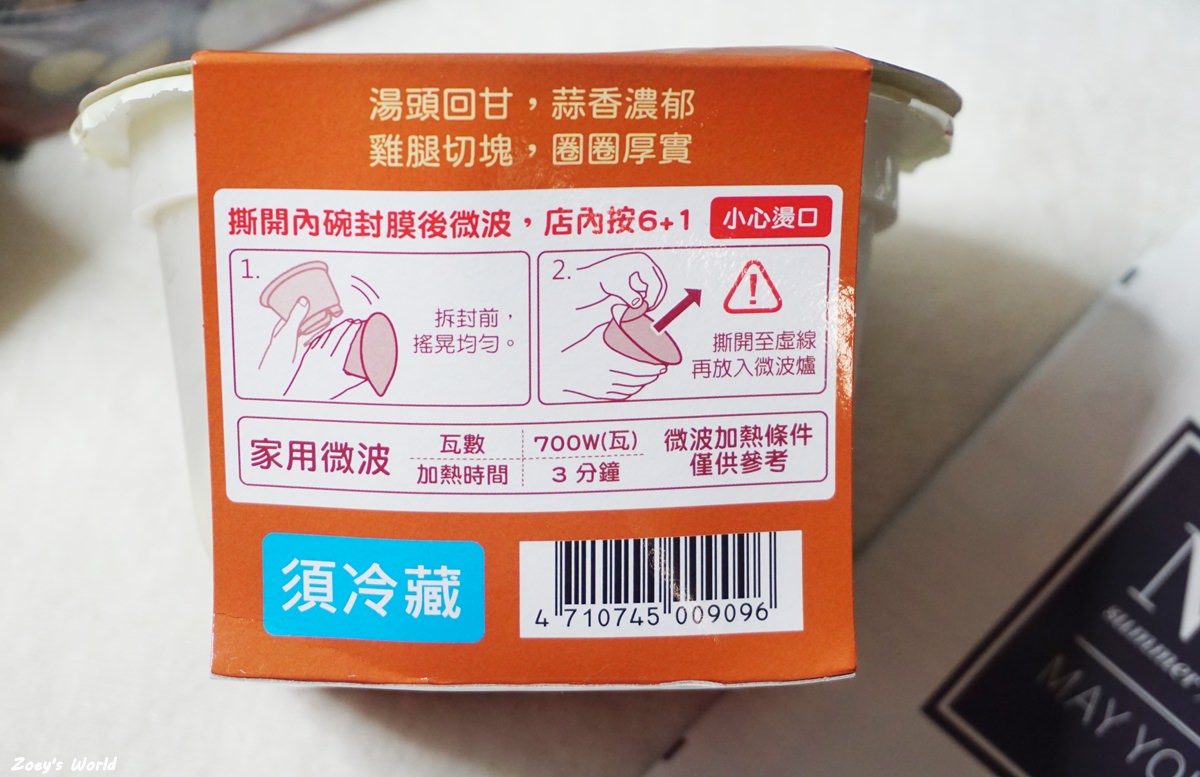 湯頭回甘，蒜香濃郁
雞腿切塊，圈圈厚實
撕開內碗封膜後微波，店內按6+1
小心燙口
1.
拆封前，
搖晃均勻。
2.
撕開至虛線
再放入微波爐
家用微波
瓦數 700W(瓦)
加熱時間 3 分鐘
微波加熱條件
僅供參考
須冷藏
4 710745 009096
summer
MAY YO
Zoey's World